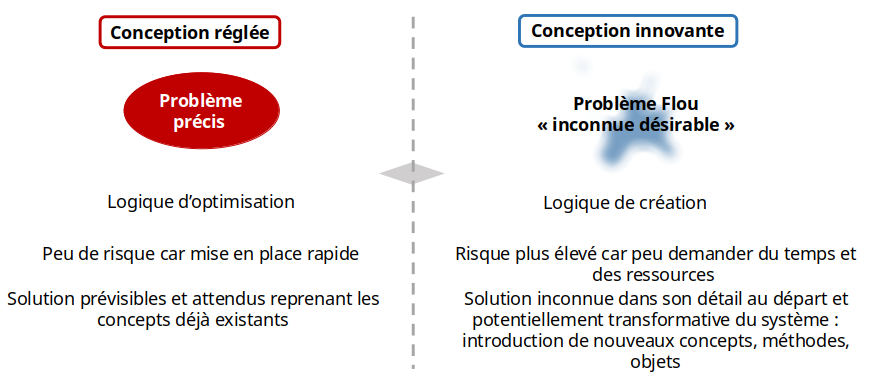 Conception réglée
Problème
précis
Logique d’optimisation
Peu de risque car mise en place rapide
Solution prévisibles et attendus reprenant les
concepts déjà existants
Conception innovante
Problème Flou
« inconnue désirable »
Logique de création
Risque plus élevé car peu demander du temps et
des ressources
Solution inconnue dans son détail au départ et
potentiellement transformative du système :
introduction de nouveaux concepts, méthodes,
objets